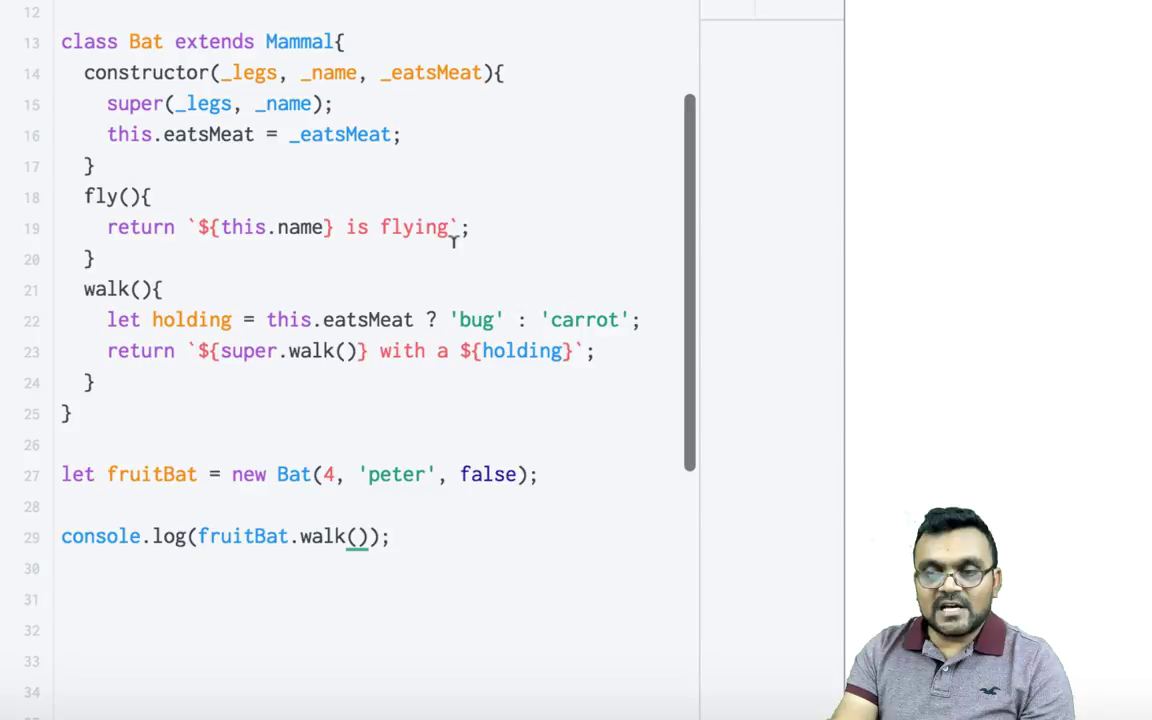 12
13 class Bat extends Mammal{
14 constructor(_legs, _name, _eatsMeat){
15 super(_legs, _name);
16 this.eatsMeat = _eatsMeat;
17 }
18 fly(){
19 return `${this.name} is flying`;
20 }
21 walk(){
22 let holding = this.eatsMeat ? 'bug' : 'carrot';
23 return `${super.walk()} with a ${holding}`;
24 }
25 }
26
27 let fruitBat = new Bat(4, 'peter', false);
28
29 console.log(fruitBat.walk());
30
31
32
33
34